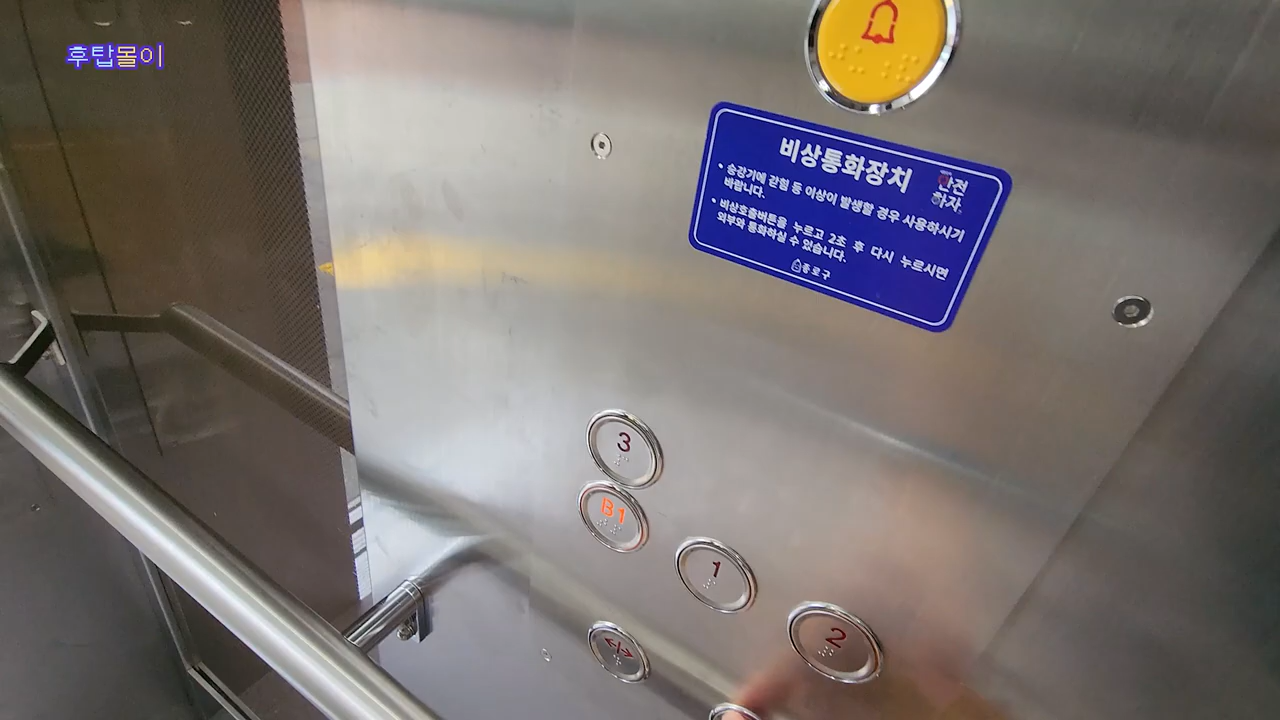 후탑몰이
비상통화장치
안전
하자.
• 승강기에 갇힘 등 이상이 발생할 경우 사용하시기
바랍니다.
• 비상호출버튼을 누르고 2초 후 다시 누르시면
외부와 통화하실 수 있습니다.
종로구
3
B1
1
2